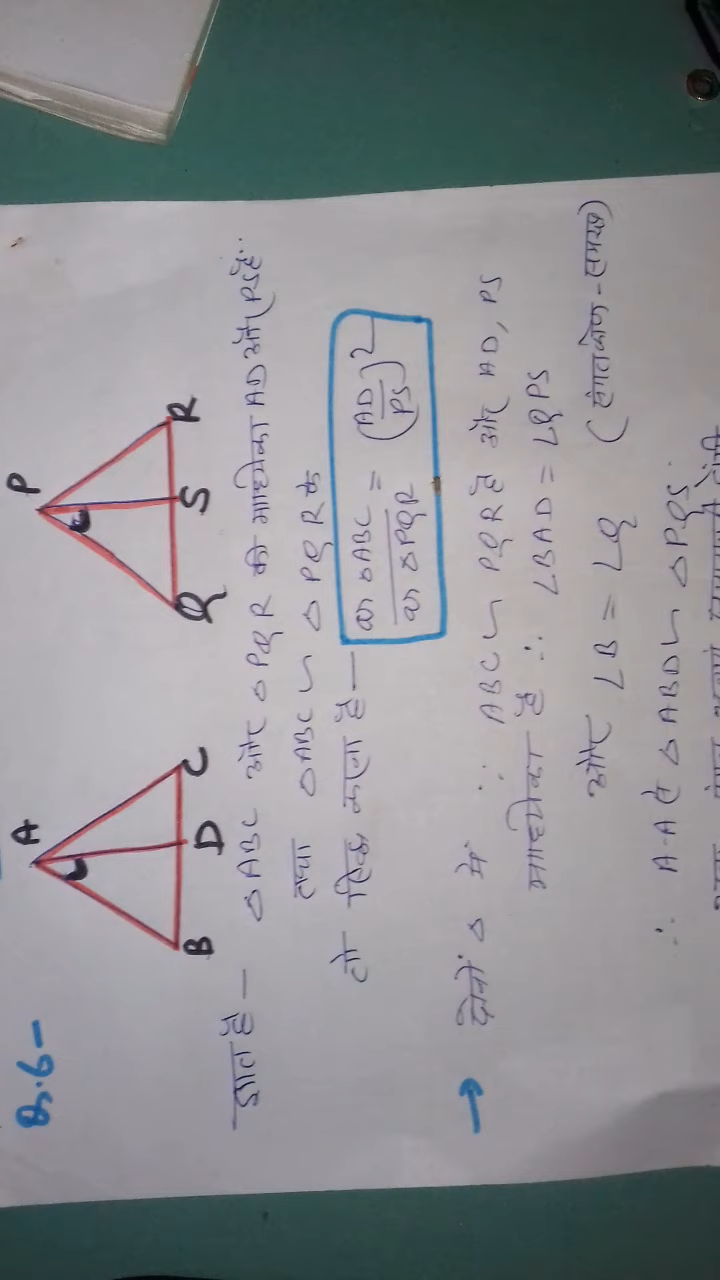 प्र.6-
A
B D C
P
Q S R
ज्ञात है - △ABC और △PQR की माध्यिका AD और PS है..
तथा △ABC ∽ △PQR के
तो सिद्ध करना है - क्ष △ABC / क्ष △PQR = (AD/PS)²
→ दोनों △ में ∵ ABC ∽ PQR है और AD, PS
माध्यिका है ∴ ∠BAD = ∠QPS
और ∠B = ∠Q (संगतकोण-समरूप)
∴ A.A से △ABD ∽ △PQS.